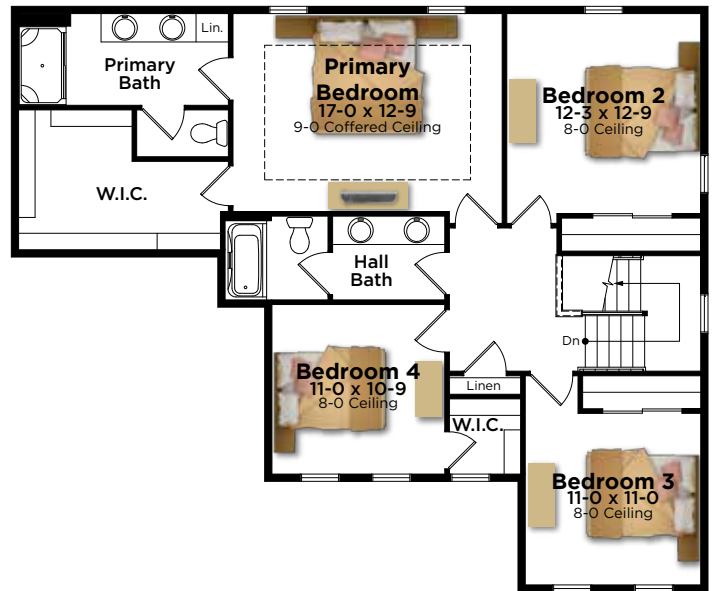 Lin.
Primary
Bath
Primary
Bedroom
17-0 x 12-9
9-0 Coffered Ceiling
Bedroom 2
12-3 x 12-9
8-0 Ceiling
W.I.C.
Hall
Bath
Dn
Bedroom 4
11-0 x 10-9
8-0 Ceiling
Linen
W.I.C.
Bedroom 3
11-0 x 11-0
8-0 Ceiling